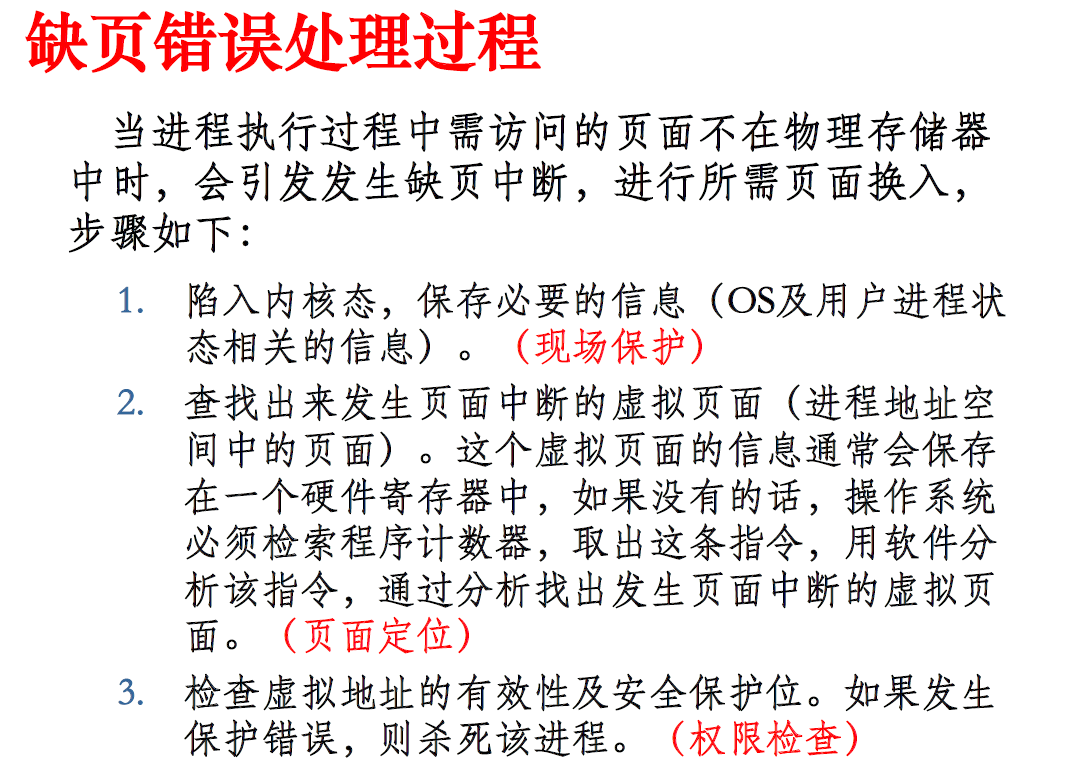 缺页错误处理过程
当进程执行过程中需访问的页面不在物理存储器
中时，会引发发生缺页中断，进行所需页面换入，
步骤如下：
1. 陷入内核态，保存必要的信息（OS及用户进程状
态相关的信息）。（现场保护）
2. 查找出来发生页面中断的虚拟页面（进程地址空
间中的页面）。这个虚拟页面的信息通常会保存
在一个硬件寄存器中，如果没有的话，操作系统
必须检索程序计数器，取出这条指令，用软件分
析该指令，通过分析找出发生页面中断的虚拟页
面。（页面定位）
3. 检查虚拟地址的有效性及安全保护位。如果发生
保护错误，则杀死该进程。（权限检查）